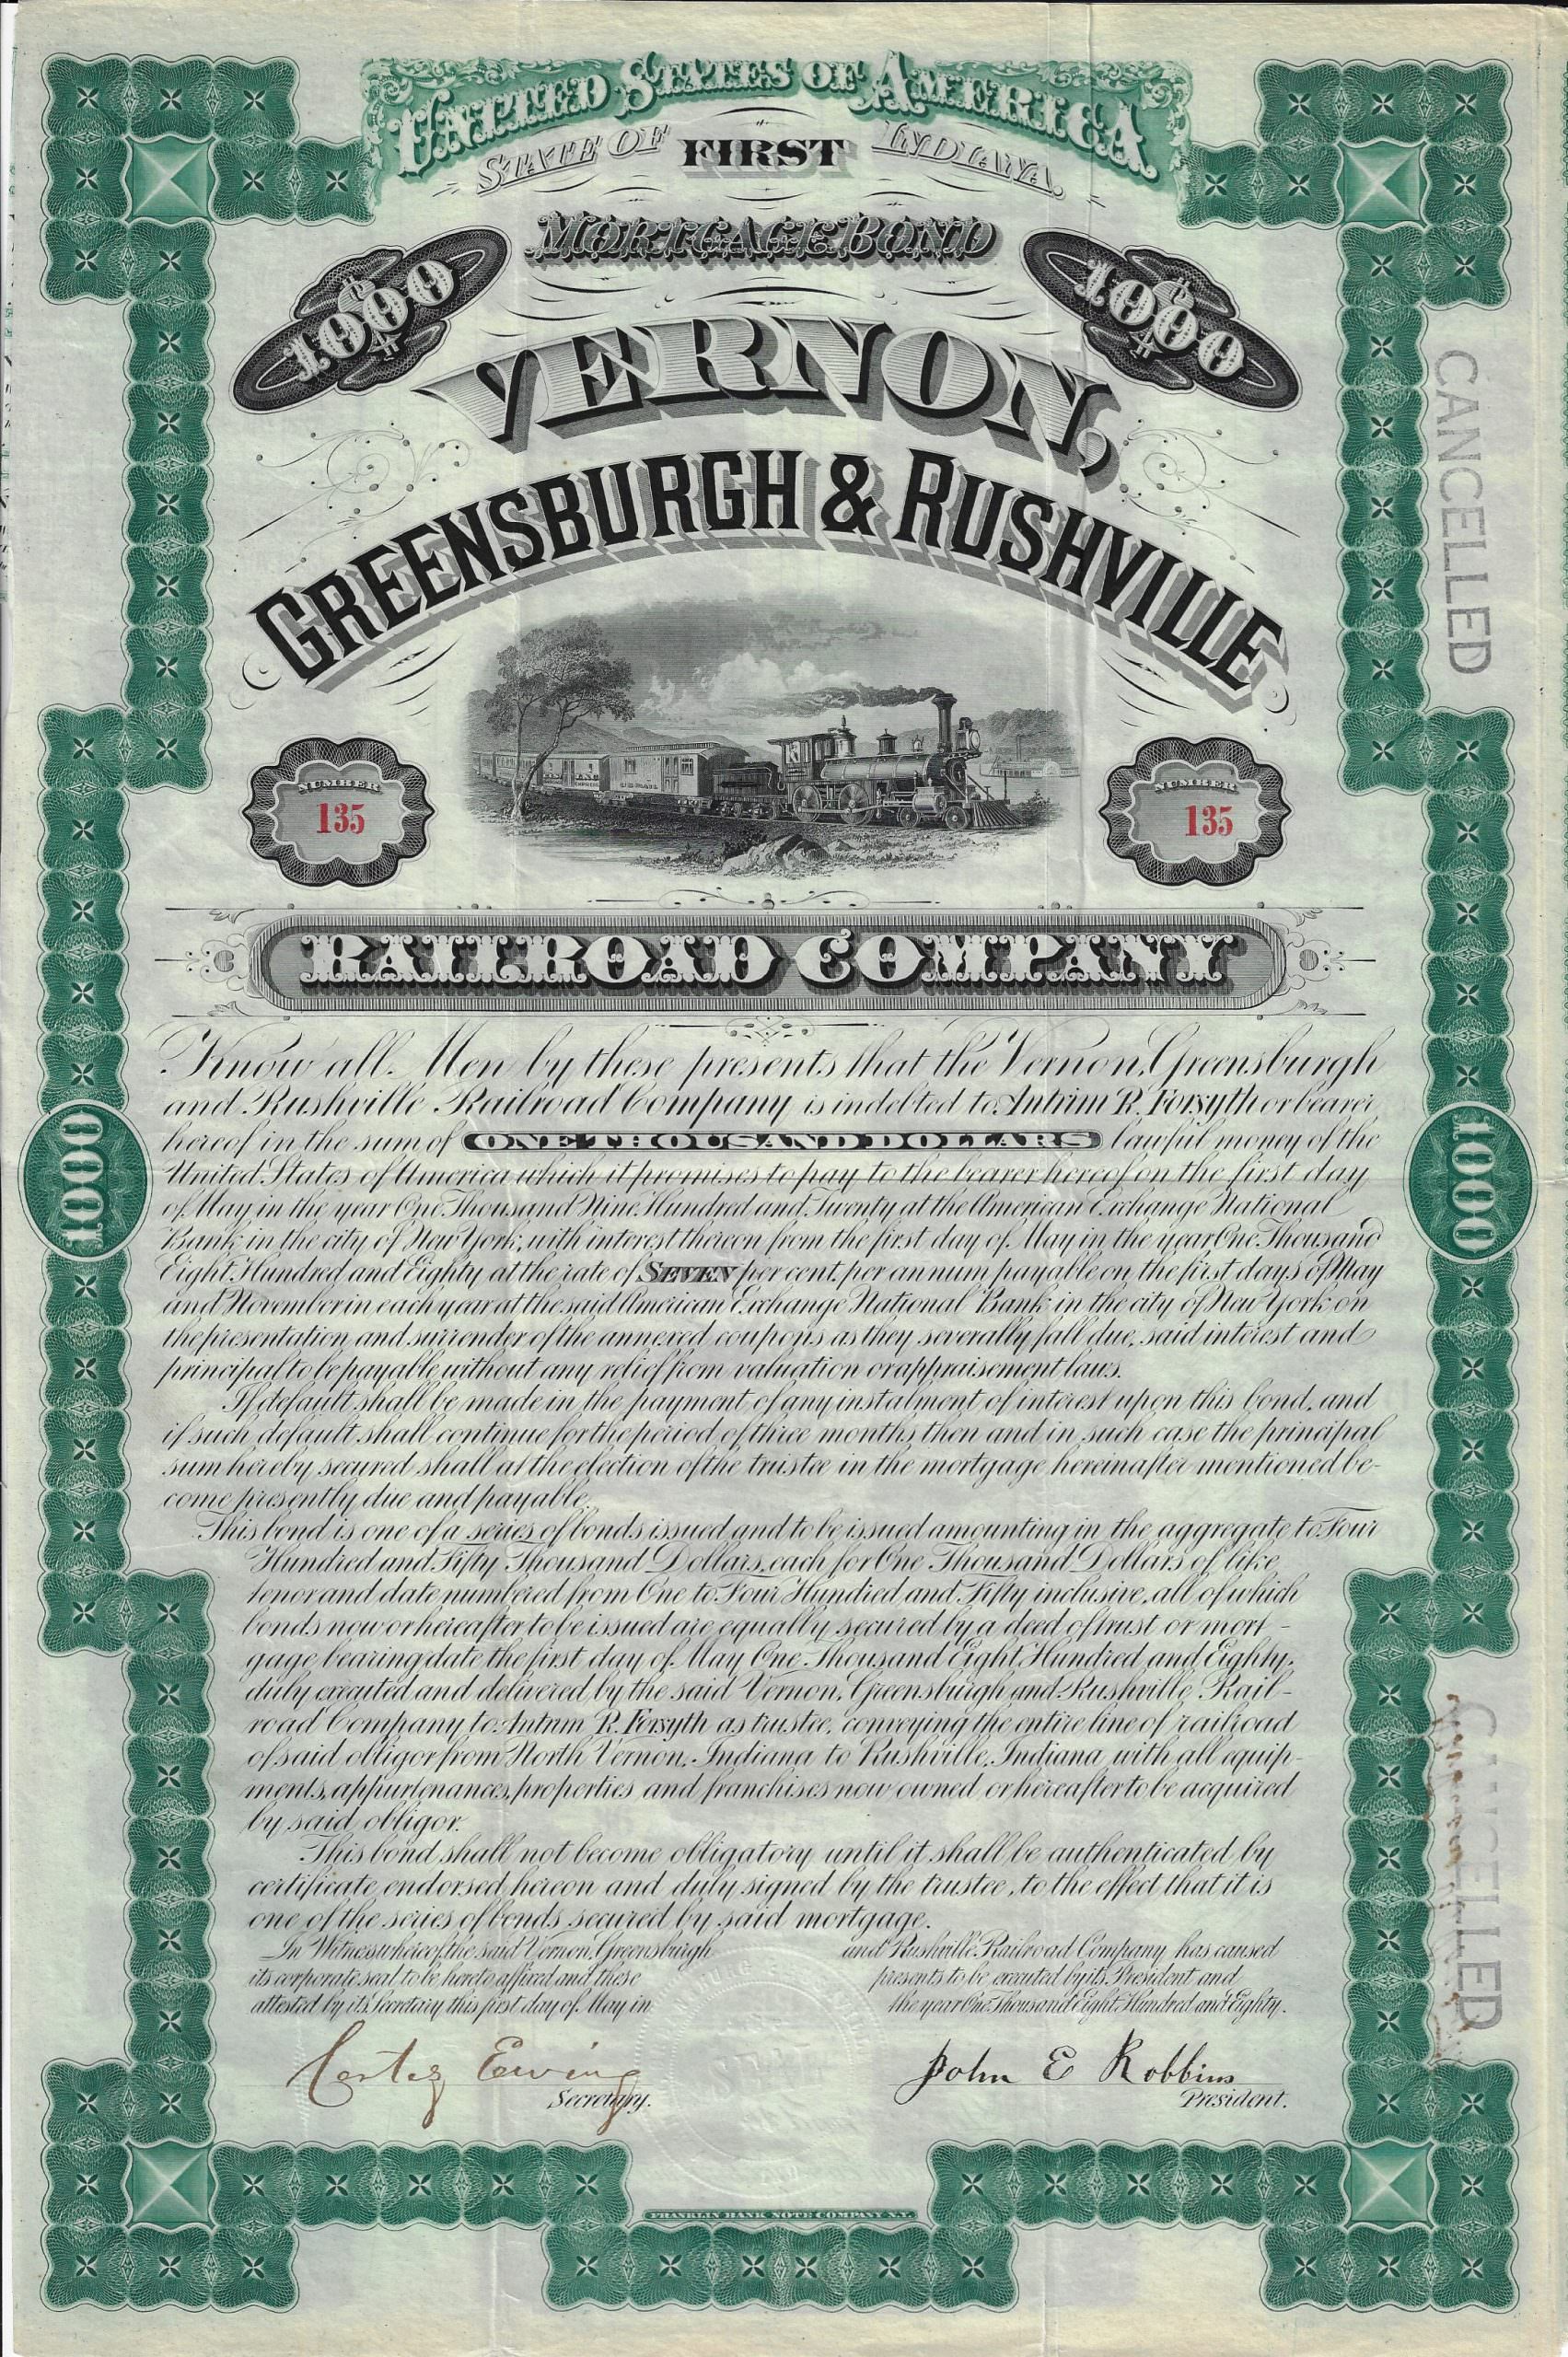 UNITED STATES OF AMERICA
STATE OF FIRST INDIANA.
MORTGAGE BOND
1000 1000
VERNON,
GREENSBURGH & RUSHVILLE
NUMBER NUMBER
135 135
RAILROAD COMPANY
Know all Men by these presents that the Vernon, Greensburgh
and Rushville Railroad Company is indebted to Antrim R. Forsyth or bearer
hereof in the sum of ONE THOUSAND DOLLARS lawful money of the
United States of America which it promises to pay to the bearer hereof on the first day
of May in the year One Thousand Nine Hundred and Twenty at the American Exchange National
Bank in the city of New York, with interest thereon from the first day of May in the year One Thousand
Eight Hundred and Eighty at the rate of SEVEN per cent. per annum payable on the first days of May
and November in each year at the said American Exchange National Bank in the city of New York on
the presentation and surrender of the annexed coupons as they severally fall due, said interest and
principal to be payable without any relief from valuation or appraisement laws.
If default shall be made in the payment of any instalment of interest upon this bond, and
if such default shall continue for the period of three months, then and in such case the principal
sum hereby secured shall at the election of the trustee in the mortgage hereinafter mentioned be-
come presently due and payable.
This bond is one of a series of bonds issued and to be issued amounting in the aggregate to Four
Hundred and Fifty Thousand Dollars, each for One Thousand Dollars of like
tenor and date numbered from One to Four Hundred and Fifty inclusive, all of which
bonds now or hereafter to be issued are equally secured by a deed of trust or mort-
gage bearing date the first day of May One Thousand Eight Hundred and Eighty,
duly executed and delivered by the said Vernon, Greensburgh and Rushville Rail-
road Company to Antrim R. Forsyth as trustee, conveying the entire line of railroad
of said obligor from North Vernon, Indiana to Rushville, Indiana, with all equip-
ments, appurtenances, properties and franchises now owned or hereafter to be acquired
by said obligor.
This bond shall not become obligatory until it shall be authenticated by
certificate endorsed hereon and duly signed by the trustee, to the effect that it is
one of the series of bonds secured by said mortgage.
In Witness whereof the said Vernon, Greensburgh and Rushville Railroad Company, has caused
its corporate seal to be hereto affixed and these presents to be executed by its President and
attested by its Secretary this first day of May in the year One Thousand Eight Hundred and Eighty.
Cortez Ewing John E Robbins
Secretary. President.
FRANKLIN BANK NOTE COMPANY N.Y.
1000
1000
CANCELLED
CANCELLED